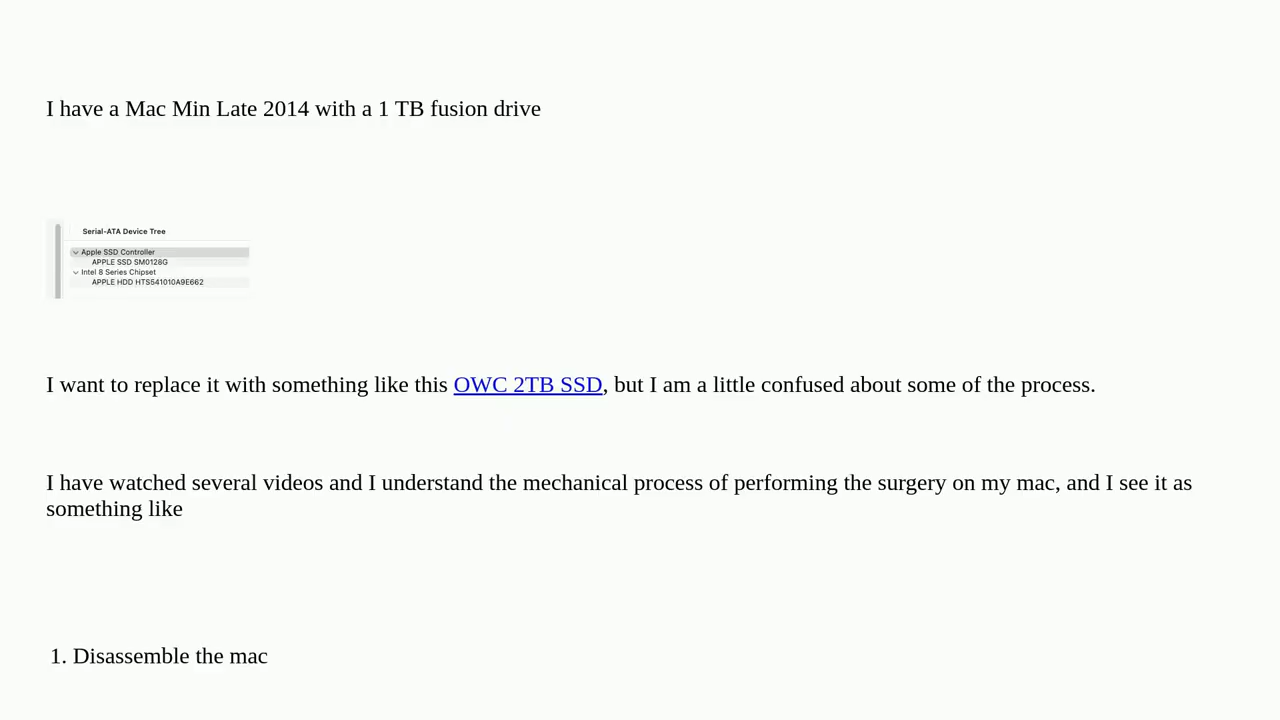 I have a Mac Min Late 2014 with a 1 TB fusion drive
Serial-ATA Device Tree
Apple SSD Controller
APPLE SSD SM0128G
Intel 8 Series Chipset
APPLE HDD HTS541010A9E662
I want to replace it with something like this OWC 2TB SSD, but I am a little confused about some of the process.
I have watched several videos and I understand the mechanical process of performing the surgery on my mac, and I see it as
something like
1. Disassemble the mac